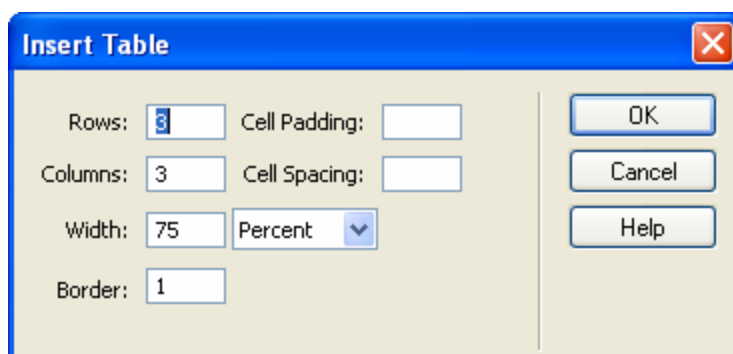 Insert Table
Rows: 3 Cell Padding: OK
Columns: 3 Cell Spacing: Cancel
Width: 75 Percent Help
Border: 1